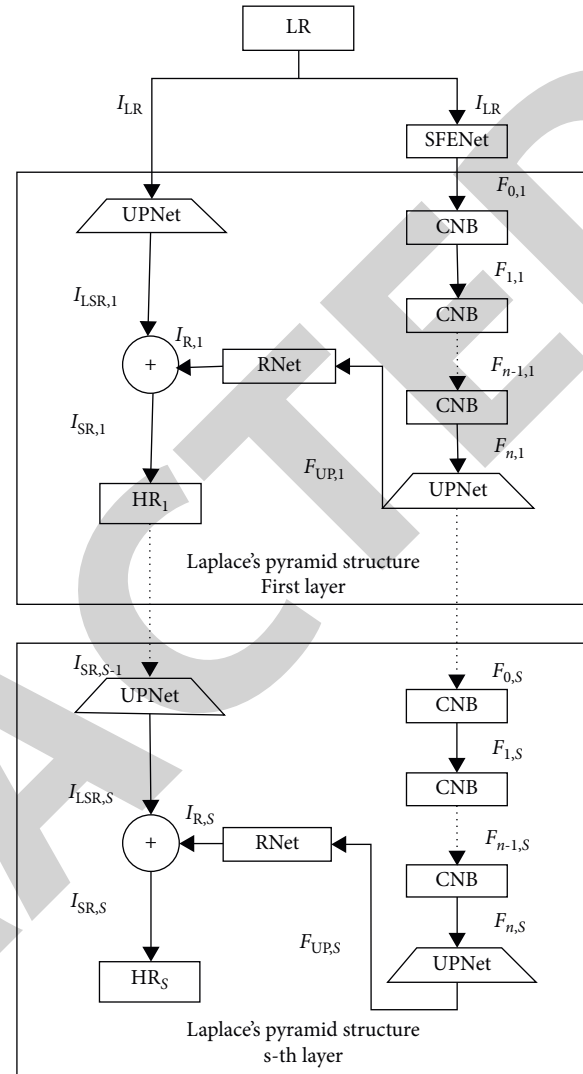 LR
I_LR
I_LR
SFENet
F_0,1
UPNet
CNB
F_1,1
I_LSR,1
CNB
I_R,1
F_n-1,1
+
RNet
CNB
I_SR,1
F_n,1
F_UP,1
UPNet
HR_1
Laplace's pyramid structure
First layer
I_SR,S-1
F_0,S
UPNet
CNB
F_1,S
I_LSR,S
CNB
I_R,S
+
RNet
F_n-1,S
CNB
I_SR,S
F_n,S
F_UP,S
UPNet
HR_S
Laplace's pyramid structure
s-th layer